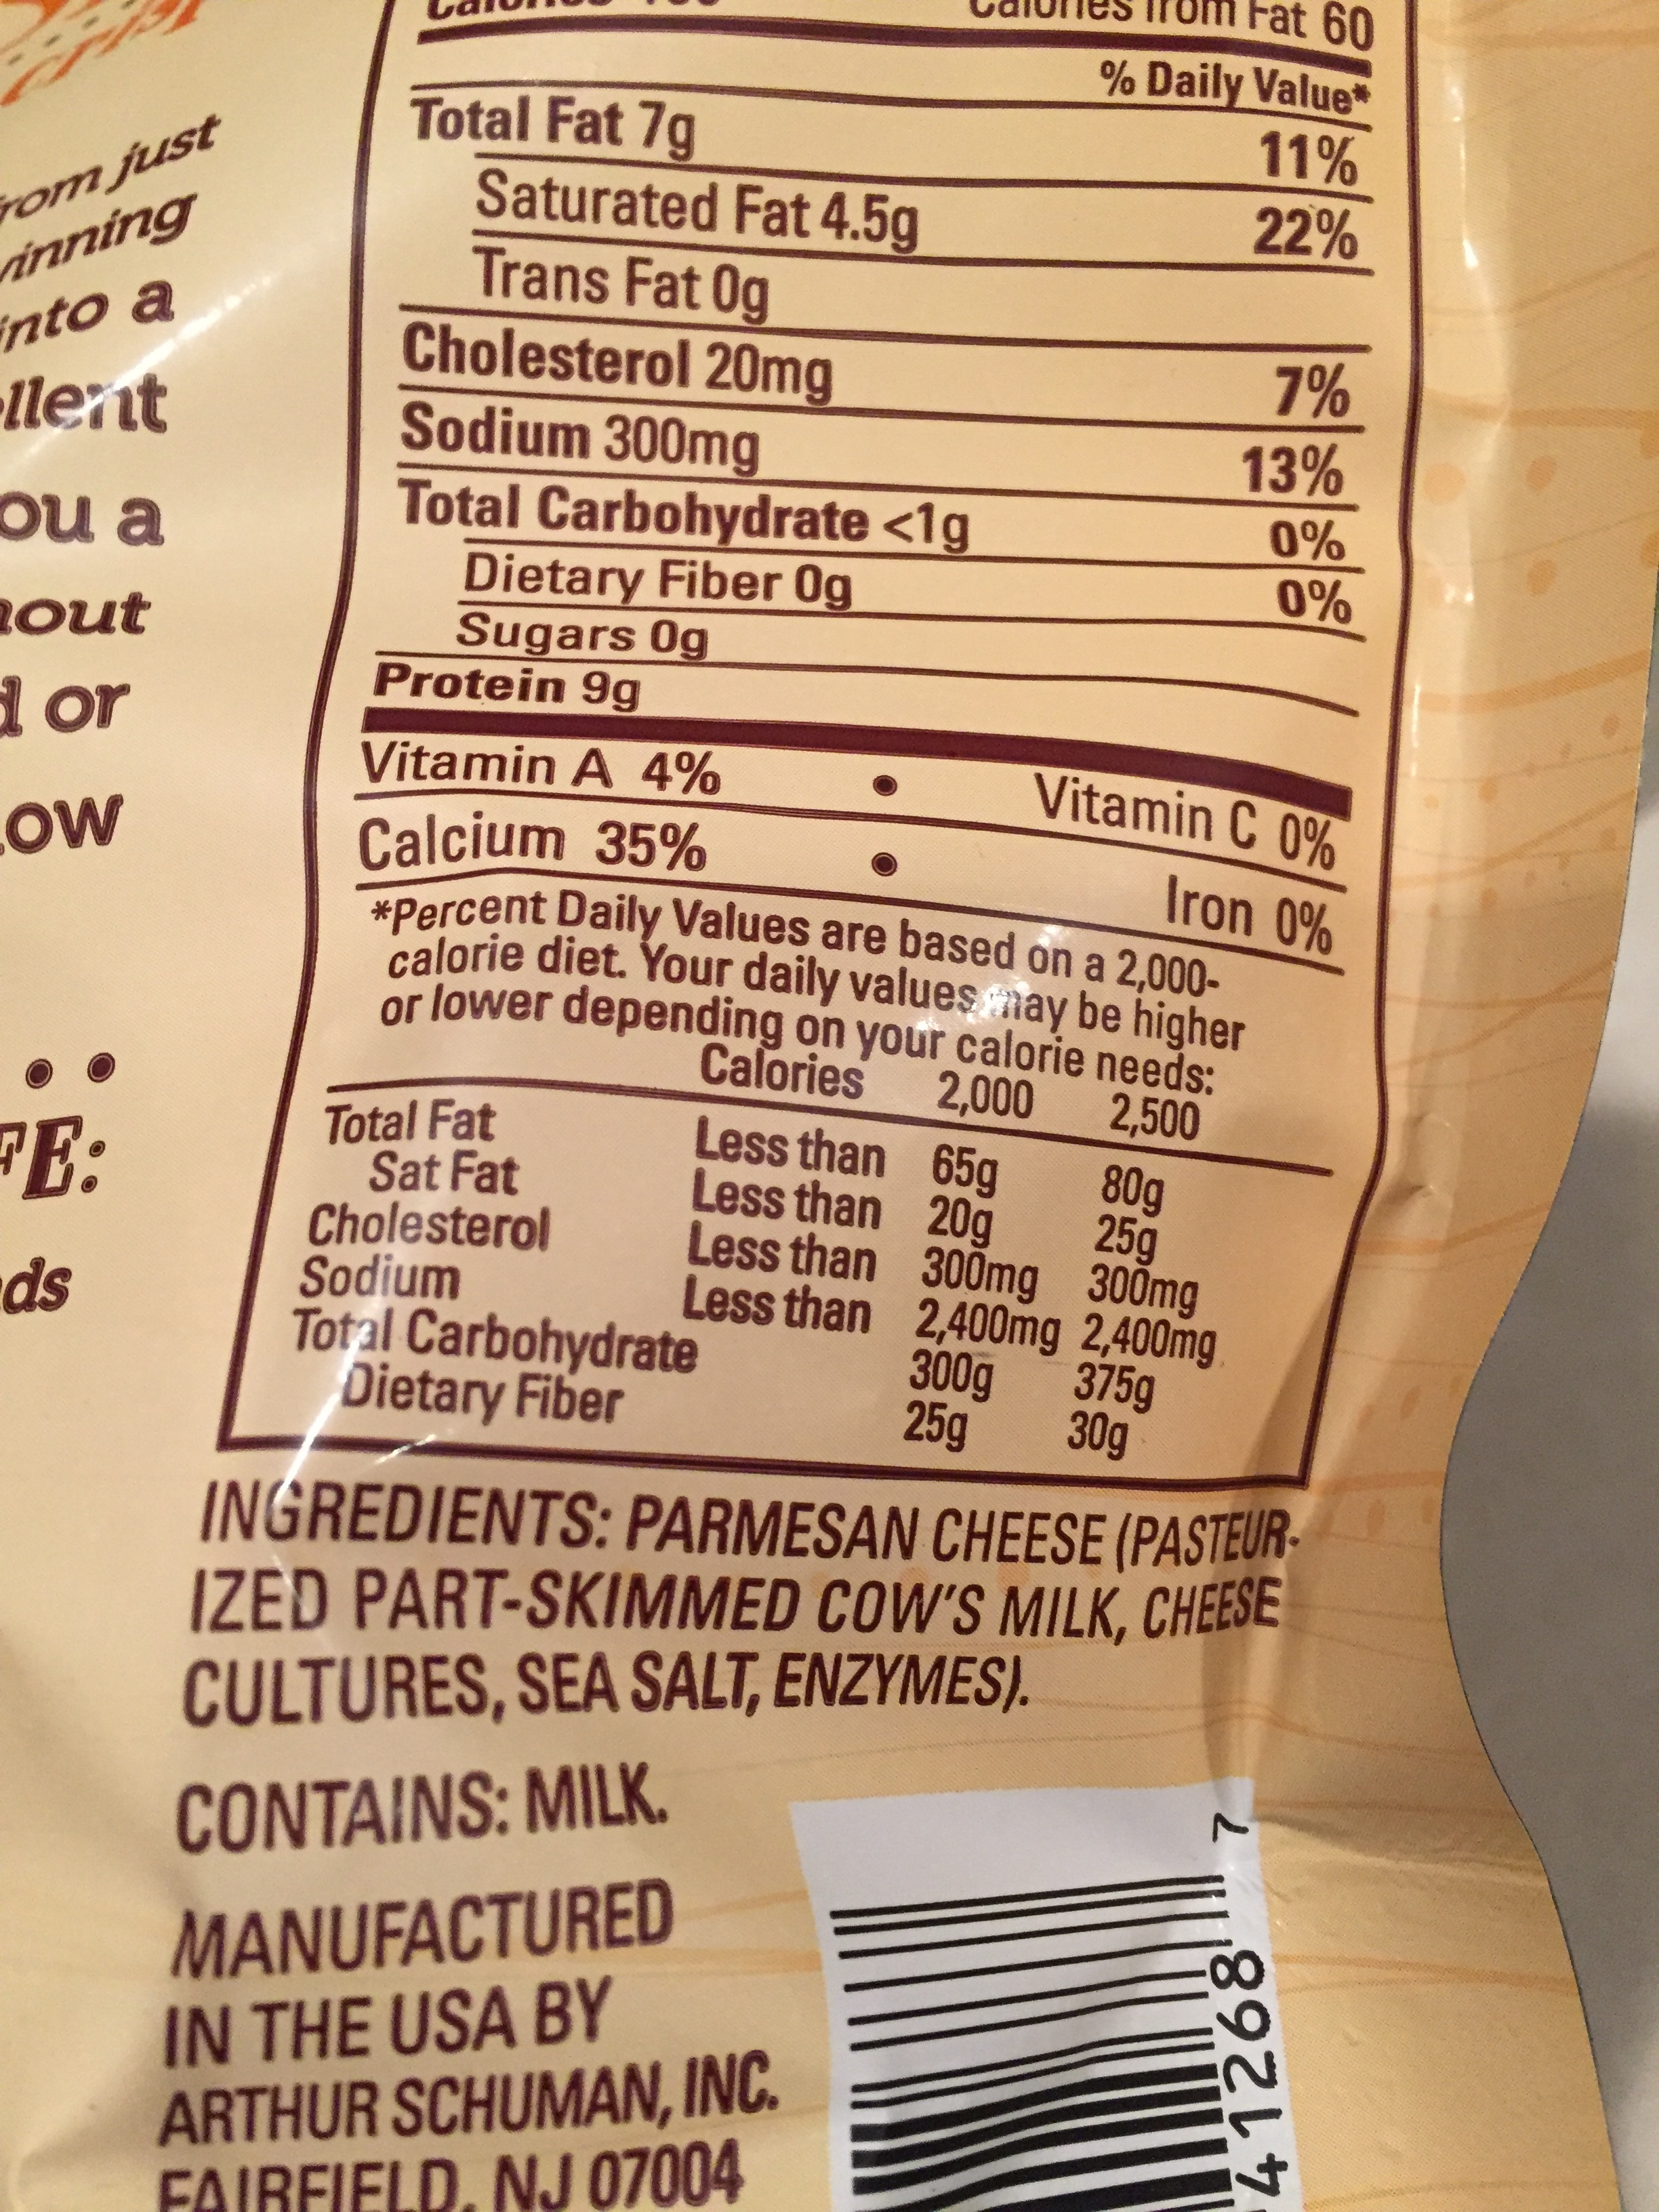 crisp
from just
winning
into a
ou a
d or
Calories from Fat 60
% Daily Value*
Total Fat 7g 11%
Saturated Fat 4.5g 22%
Trans Fat 0g
Cholesterol 20mg 7%
Sodium 300mg 13%
Total Carbohydrate <1g 0%
Dietary Fiber 0g 0%
Sugars 0g
Protein 9g
Vitamin A 4% • Vitamin C 0%
Calcium 35% • Iron 0%
*Percent Daily Values are based on a 2,000-
calorie diet. Your daily values may be higher
or lower depending on your calorie needs:
Calories 2,000 2,500
Total Fat Less than 65g 80g
Sat Fat Less than 20g 25g
Cholesterol Less than 300mg 300mg
Sodium Less than 2,400mg 2,400mg
Total Carbohydrate 300g 375g
Dietary Fiber 25g 30g
INGREDIENTS: PARMESAN CHEESE (PASTEUR-
IZED PART-SKIMMED COW'S MILK, CHEESE
CULTURES, SEA SALT, ENZYMES).
CONTAINS: MILK.
MANUFACTURED
IN THE USA BY
ARTHUR SCHUMAN, INC.
FAIRFIELD, NJ 07004
41268 7